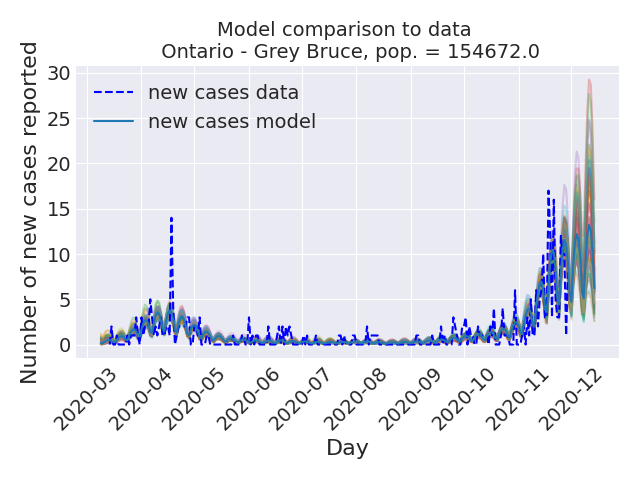 Model comparison to data
Ontario - Grey Bruce, pop. = 154672.0
Number of new cases reported
30
25
20
15
10
5
0
new cases data
new cases model
2020-03
2020-04
2020-05
2020-06
2020-07
2020-08
2020-09
2020-10
2020-11
2020-12
Day